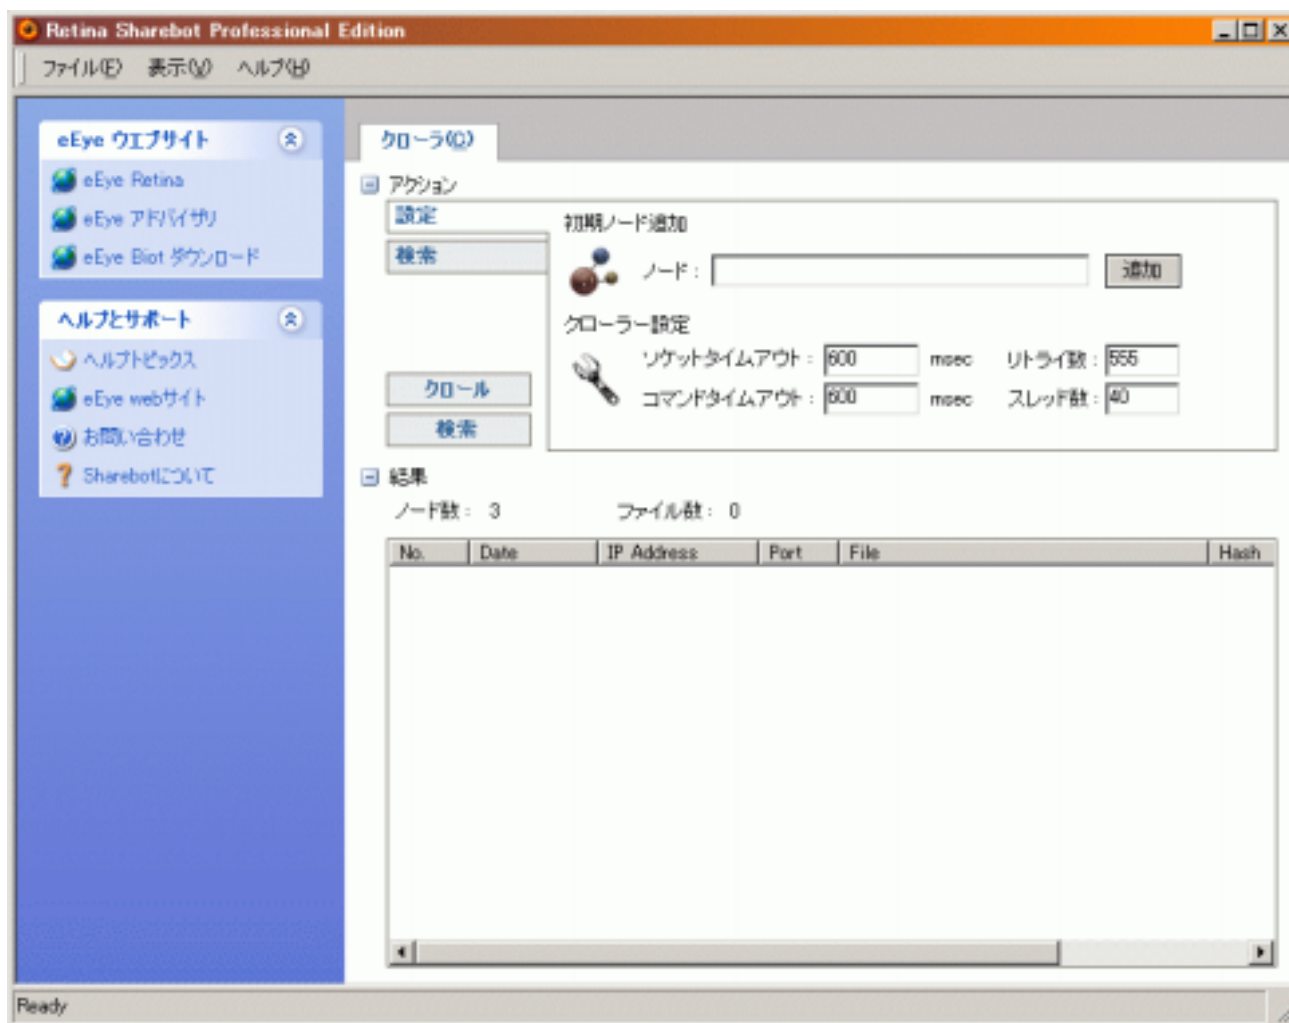 Retina Sharebot Professional Edition
ファイル(F) 表示(V) ヘルプ(H)
eEye ウエブサイト
eEye Retina
eEye アドバイザリ
eEye Biot ダウンロード
ヘルプとサポート
ヘルプトピックス
eEye webサイト
お問い合わせ
Sharebotについて
クローラ(C)
アクション
設定
検索
クロール
検索
初期ノード追加
ノード: 追加
クローラー設定
ソケットタイムアウト: 600 msec リトライ数: 555
コマンドタイムアウト: 600 msec スレッド数: 40
結果
ノード数: 3 ファイル数: 0
No. Date IP Address Port File Hash
Ready